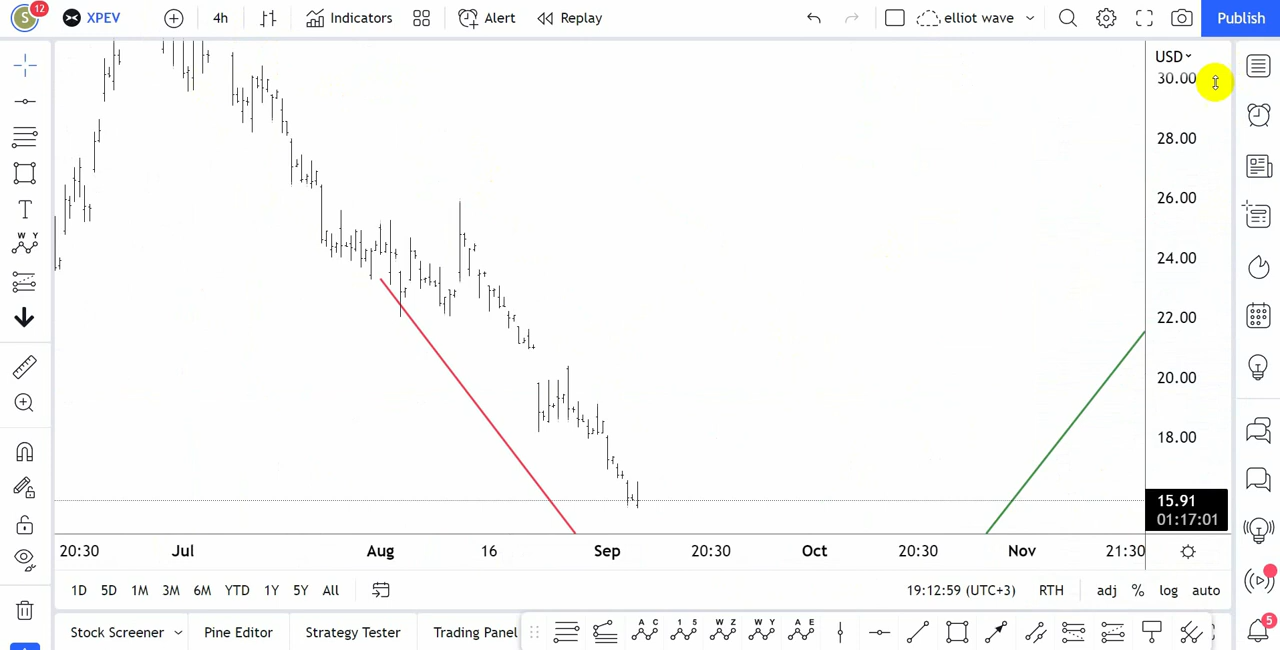 S 12 XPEV 4h Indicators Alert Replay elliot wave Publish
USD
30.00
28.00
26.00
24.00
22.00
20.00
18.00
15.91
01:17:01
20:30 Jul Aug 16 Sep 20:30 Oct 20:30 Nov 21:30
1D 5D 1M 3M 6M YTD 1Y 5Y All 19:12:59 (UTC+3) RTH adj % log auto
Stock Screener Pine Editor Strategy Tester Trading Panel A C 1 5 W Z W Y A E 5
T
W Y